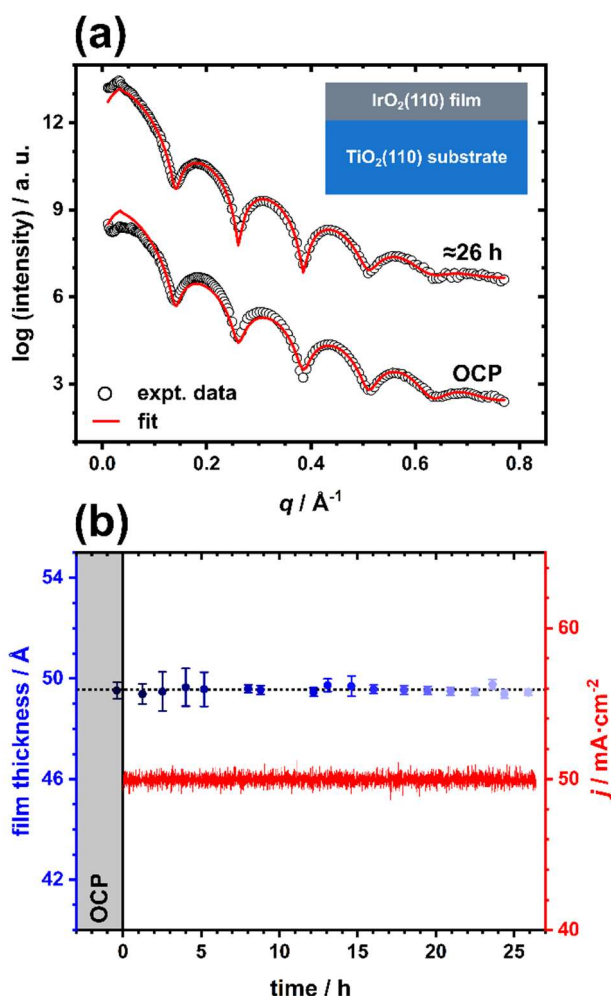 (a)
log (intensity) / a. u.
13
12
9
6
3
IrO₂(110) film
TiO₂(110) substrate
≈26 h
OCP
expt. data
fit
0.0 0.2 0.4 0.6 0.8
q / Å⁻¹
(b)
film thickness / Å
54
50
46
42
OCP
60
50
40
j / mA·cm⁻²
0 5 10 15 20 25
time / h